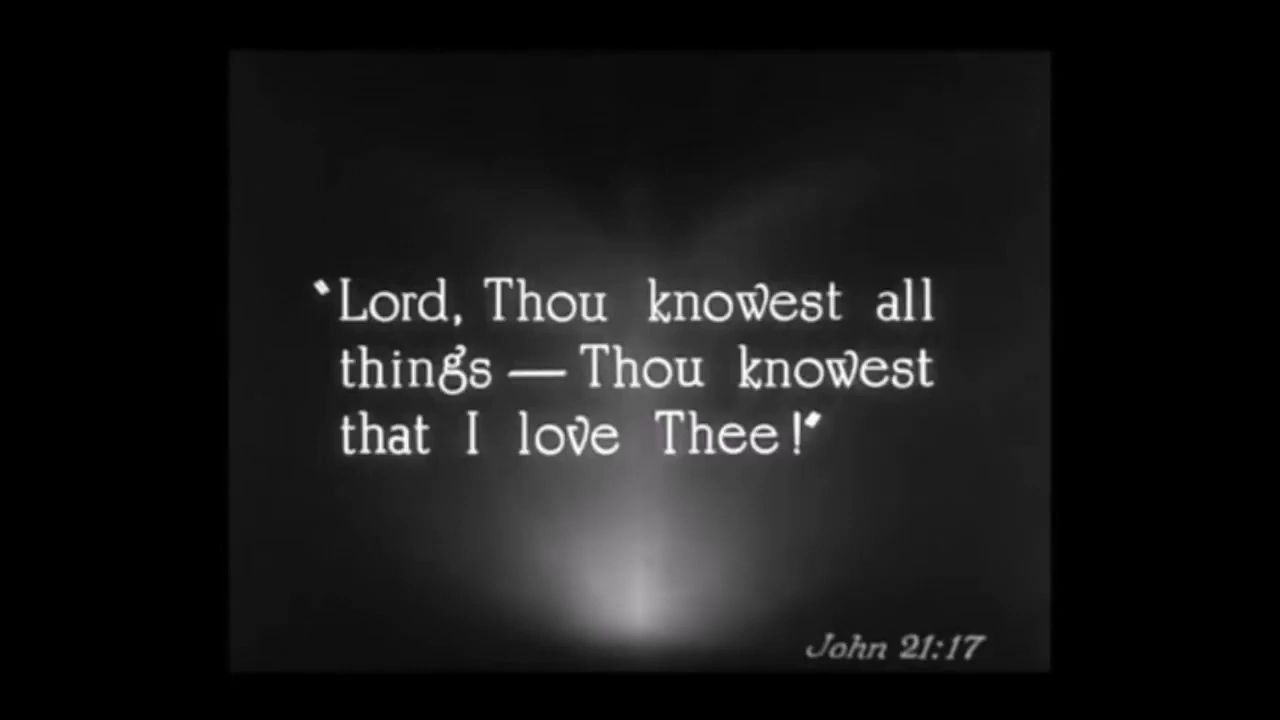 "Lord, Thou knowest all
things — Thou knowest
that I love Thee!"
John 21:17